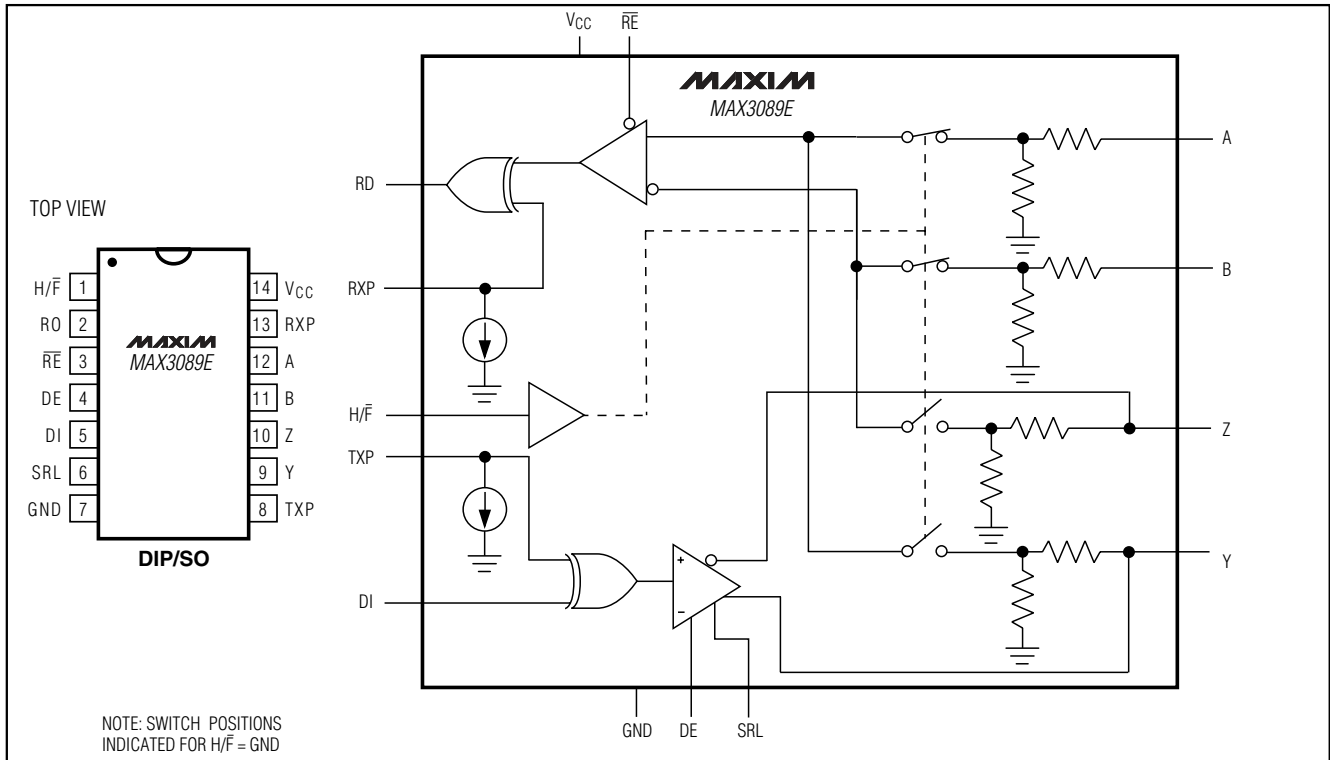 VCC
RE
MAXIM
MAX3089E
A
RD
TOP VIEW
B
RXP
H/F 1
14 VCC
RO 2
13 RXP
MAXIM
RE 3
MAX3089E
12 A
DE 4
11 B
H/F
DI 5
10 Z
Z
SRL 6
9 Y
TXP
GND 7
8 TXP
DIP/SO
Y
+
−
DI
GND
DE
SRL
NOTE: SWITCH POSITIONS
INDICATED FOR H/F = GND